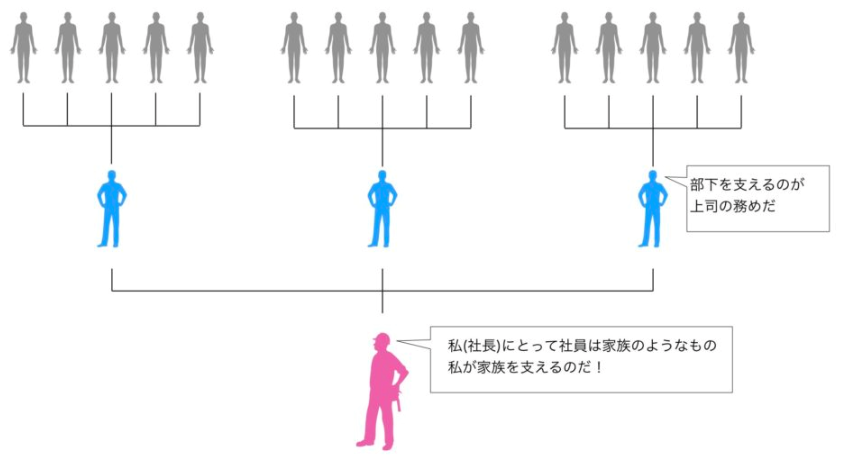 部下を支えるのが
上司の務めだ
私(社長)にとって社員は家族のようなもの
私が家族を支えるのだ！